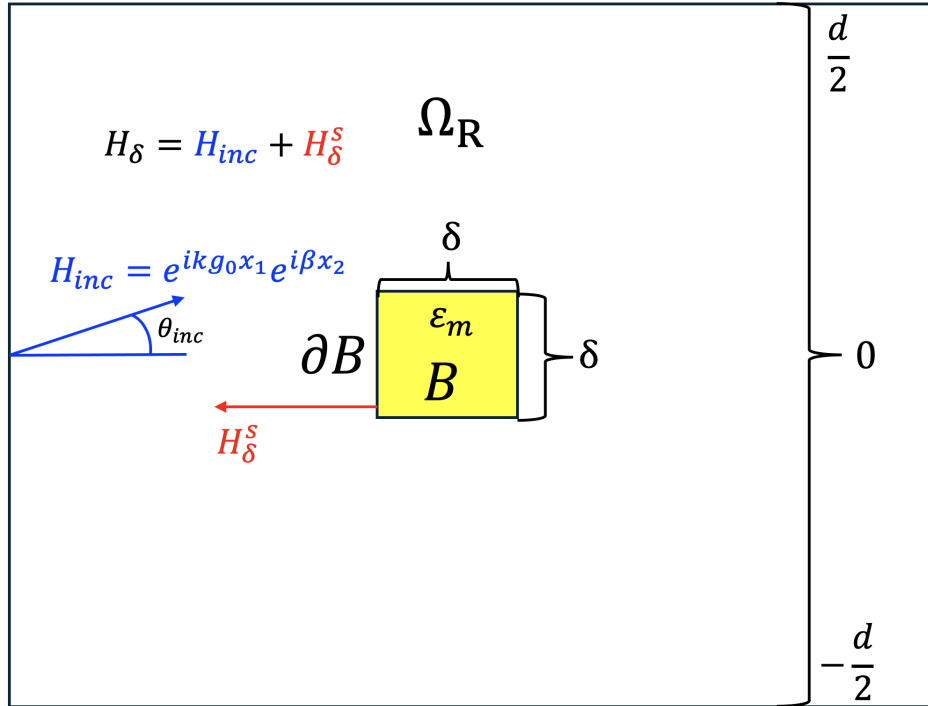 d/2
Ω_R
H_δ = H_inc + H_δ^s
δ
H_inc = e^{ikg_0x_1}e^{iβx_2}
ε_m
θ_inc
∂B
B
δ
0
H_δ^s
-d/2